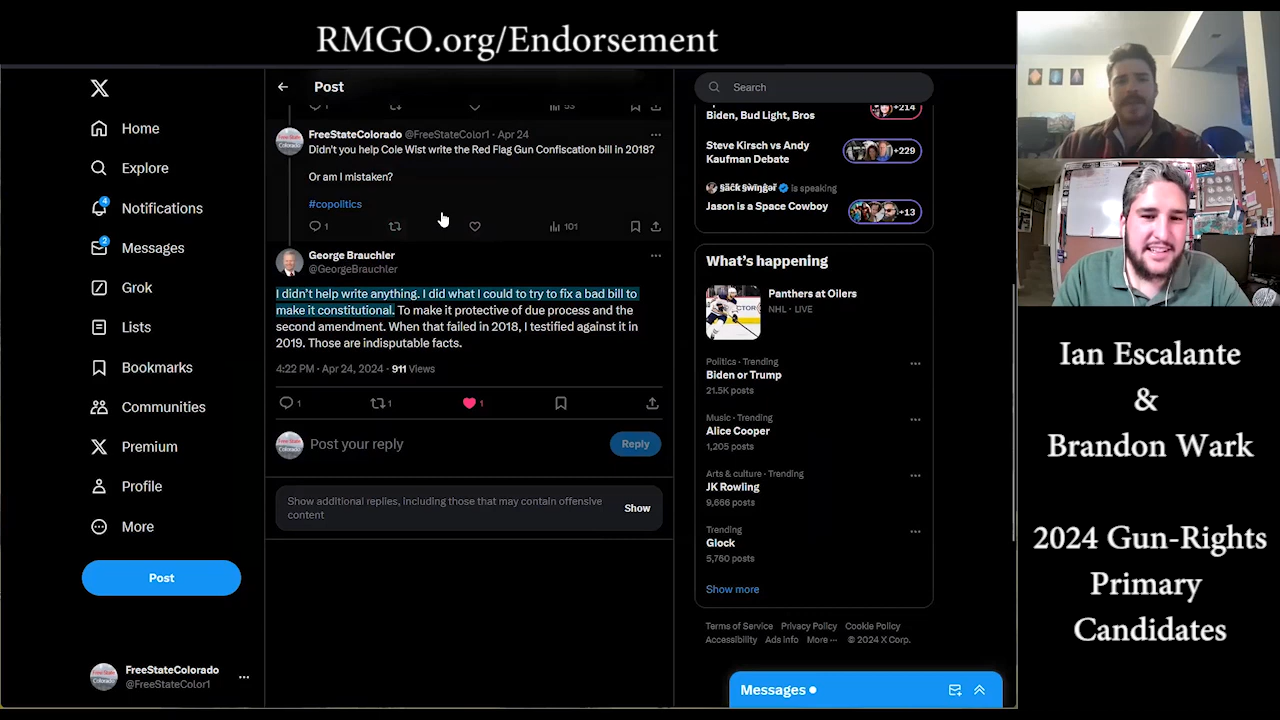 RMGO.org/Endorsement
Home
Explore
4
Notifications
2
Messages
Grok
Lists
Bookmarks
Communities
Premium
Profile
More
Post
FreeStateColorado
@FreeStateColor1
Post
1
53
FreeStateColorado @FreeStateColor1 · Apr 24
Didn't you help Cole Wist write the Red Flag Gun Confiscation bill in 2018?
Or am I mistaken?
#copolitics
1
101
George Brauchler
@GeorgeBrauchler
I didn't help write anything. I did what I could to try to fix a bad bill to
make it constitutional. To make it protective of due process and the
second amendment. When that failed in 2018, I testified against it in
2019. Those are indisputable facts.
4:22 PM · Apr 24, 2024 · 911 Views
1
1
1
Post your reply
Reply
Show additional replies, including those that may contain offensive
content
Show
Search
Biden, Bud Light, Bros
+214
Steve Kirsch vs Andy
Kaufman Debate
+229
is speaking
Jason is a Space Cowboy
+13
What's happening
Panthers at Oilers
NHL · LIVE
Politics · Trending
Biden or Trump
21.5K posts
Music · Trending
Alice Cooper
1,205 posts
Arts & culture · Trending
JK Rowling
9,666 posts
Trending
Glock
5,760 posts
Show more
Terms of Service Privacy Policy Cookie Policy
Accessibility Ads info More ··· © 2024 X Corp.
Messages
Ian Escalante
&
Brandon Wark
2024 Gun-Rights
Primary
Candidates